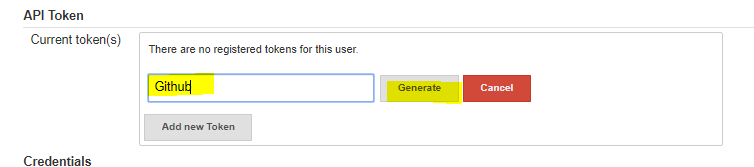 API Token
Current token(s)
There are no registered tokens for this user.
Github
Generate
Cancel
Add new Token
Credentials